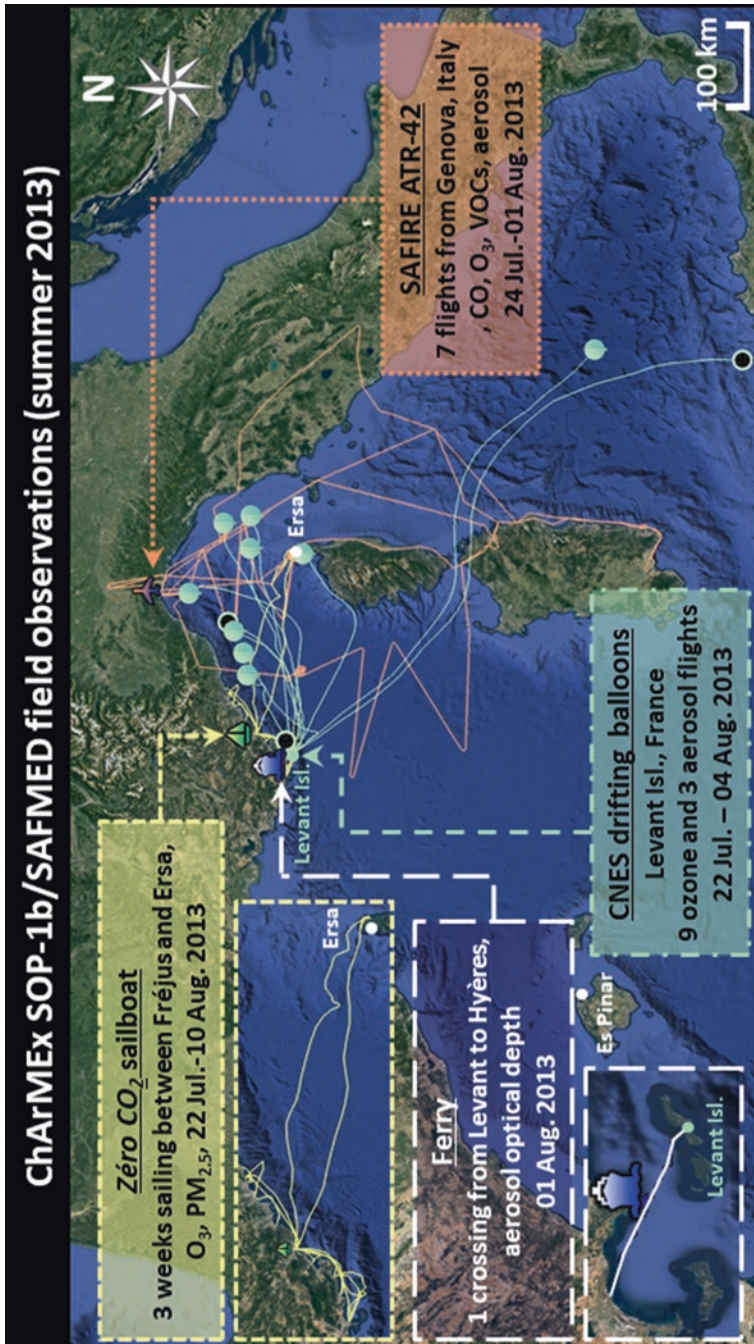 ChArMEx SOP-1b/SAFMED field observations (summer 2013)
Zéro CO₂ sailboat
3 weeks sailing between Fréjus and Ersa,
O₃, PM₂.₅, 22 Jul.-10 Aug. 2013
Ersa
Ferry
1 crossing from Levant to Hyères,
aerosol optical depth
01 Aug. 2013
Levant Isl.
Es Pinar
Levant Isl.
Ersa
CNES drifting balloons
Levant Isl., France
9 ozone and 3 aerosol flights
22 Jul. – 04 Aug. 2013
SAFIRE ATR-42
7 flights from Genova, Italy
, CO, O₃, VOCs, aerosol
24 Jul.-01 Aug. 2013
N
100 km